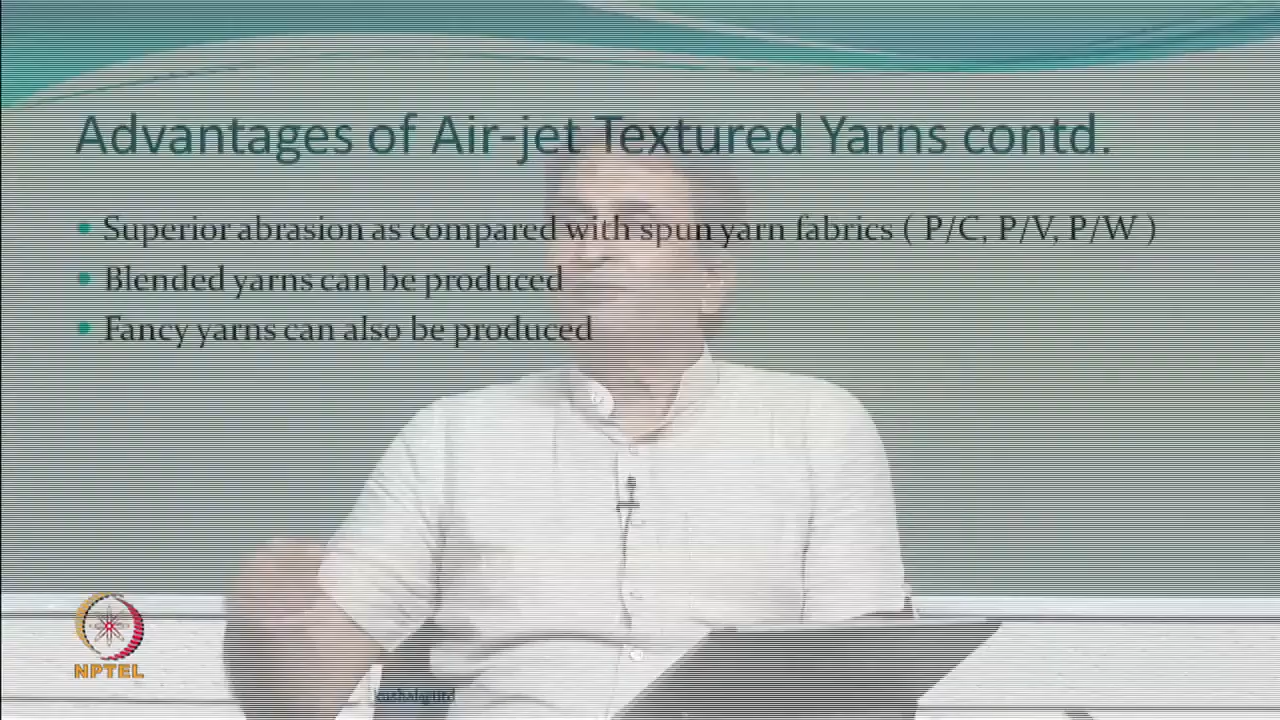 Advantages of Air-jet Textured Yarns contd.
• Superior abrasion as compared with spun yarn fabrics ( P/C, P/V, P/W )
• Blended yarns can be produced
• Fancy yarns can also be produced
NPTEL